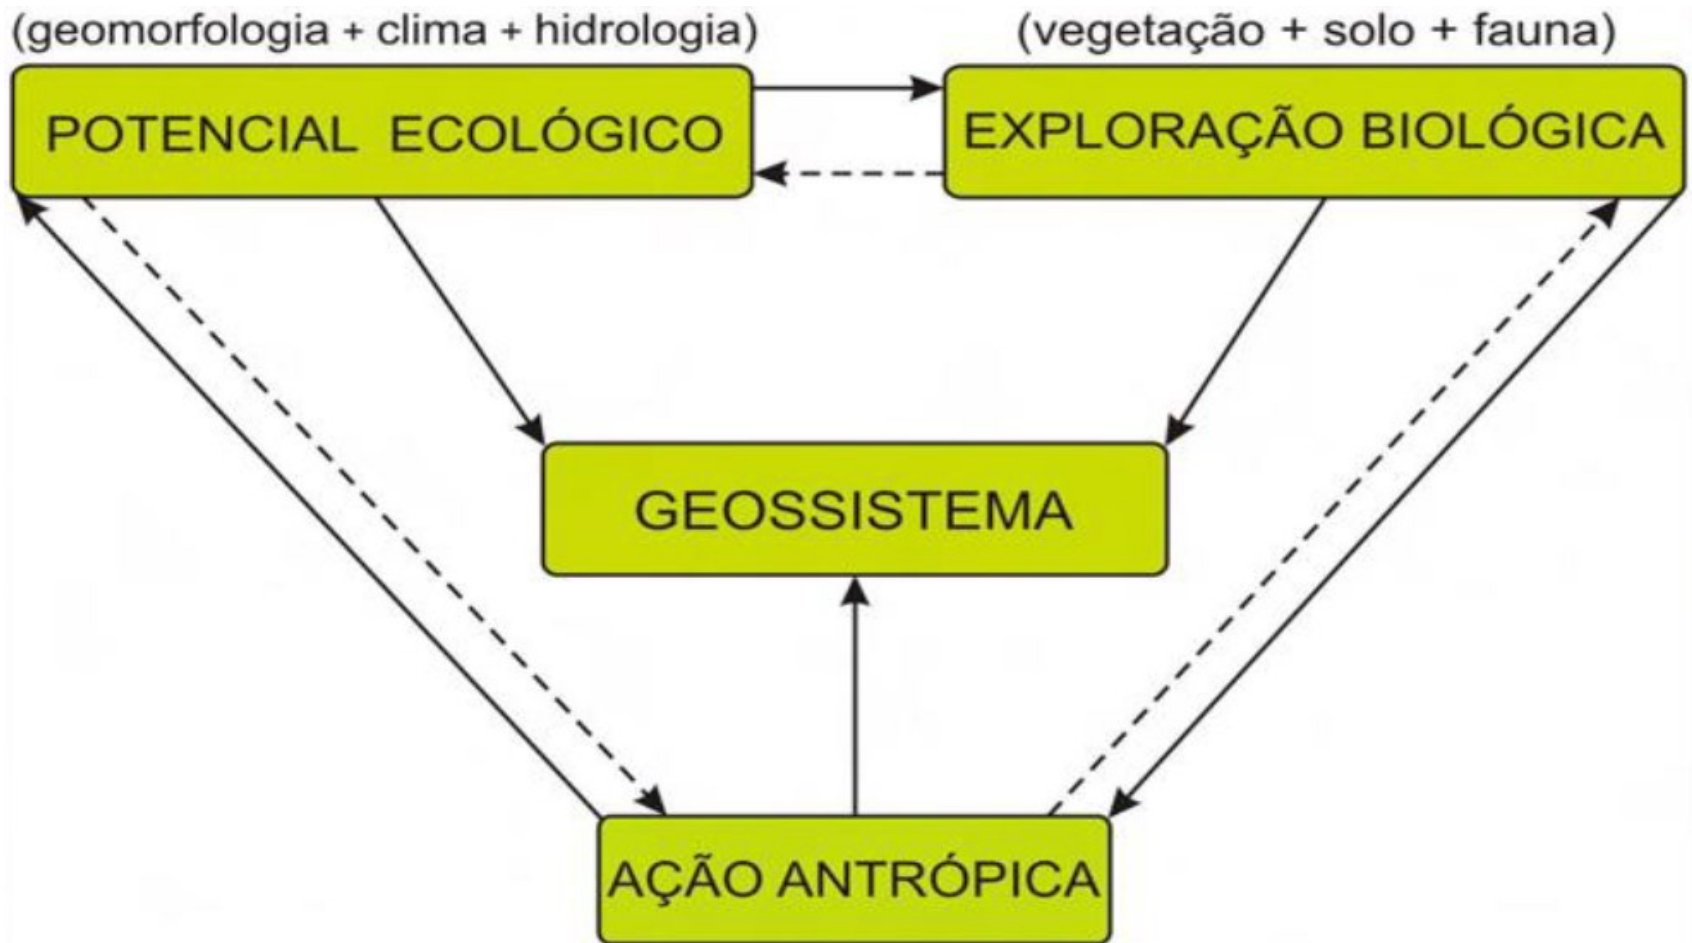 (geomorfologia + clima + hidrologia)
(vegetação + solo + fauna)
POTENCIAL ECOLÓGICO
EXPLORAÇÃO BIOLÓGICA
GEOSSISTEMA
AÇÃO ANTRÓPICA